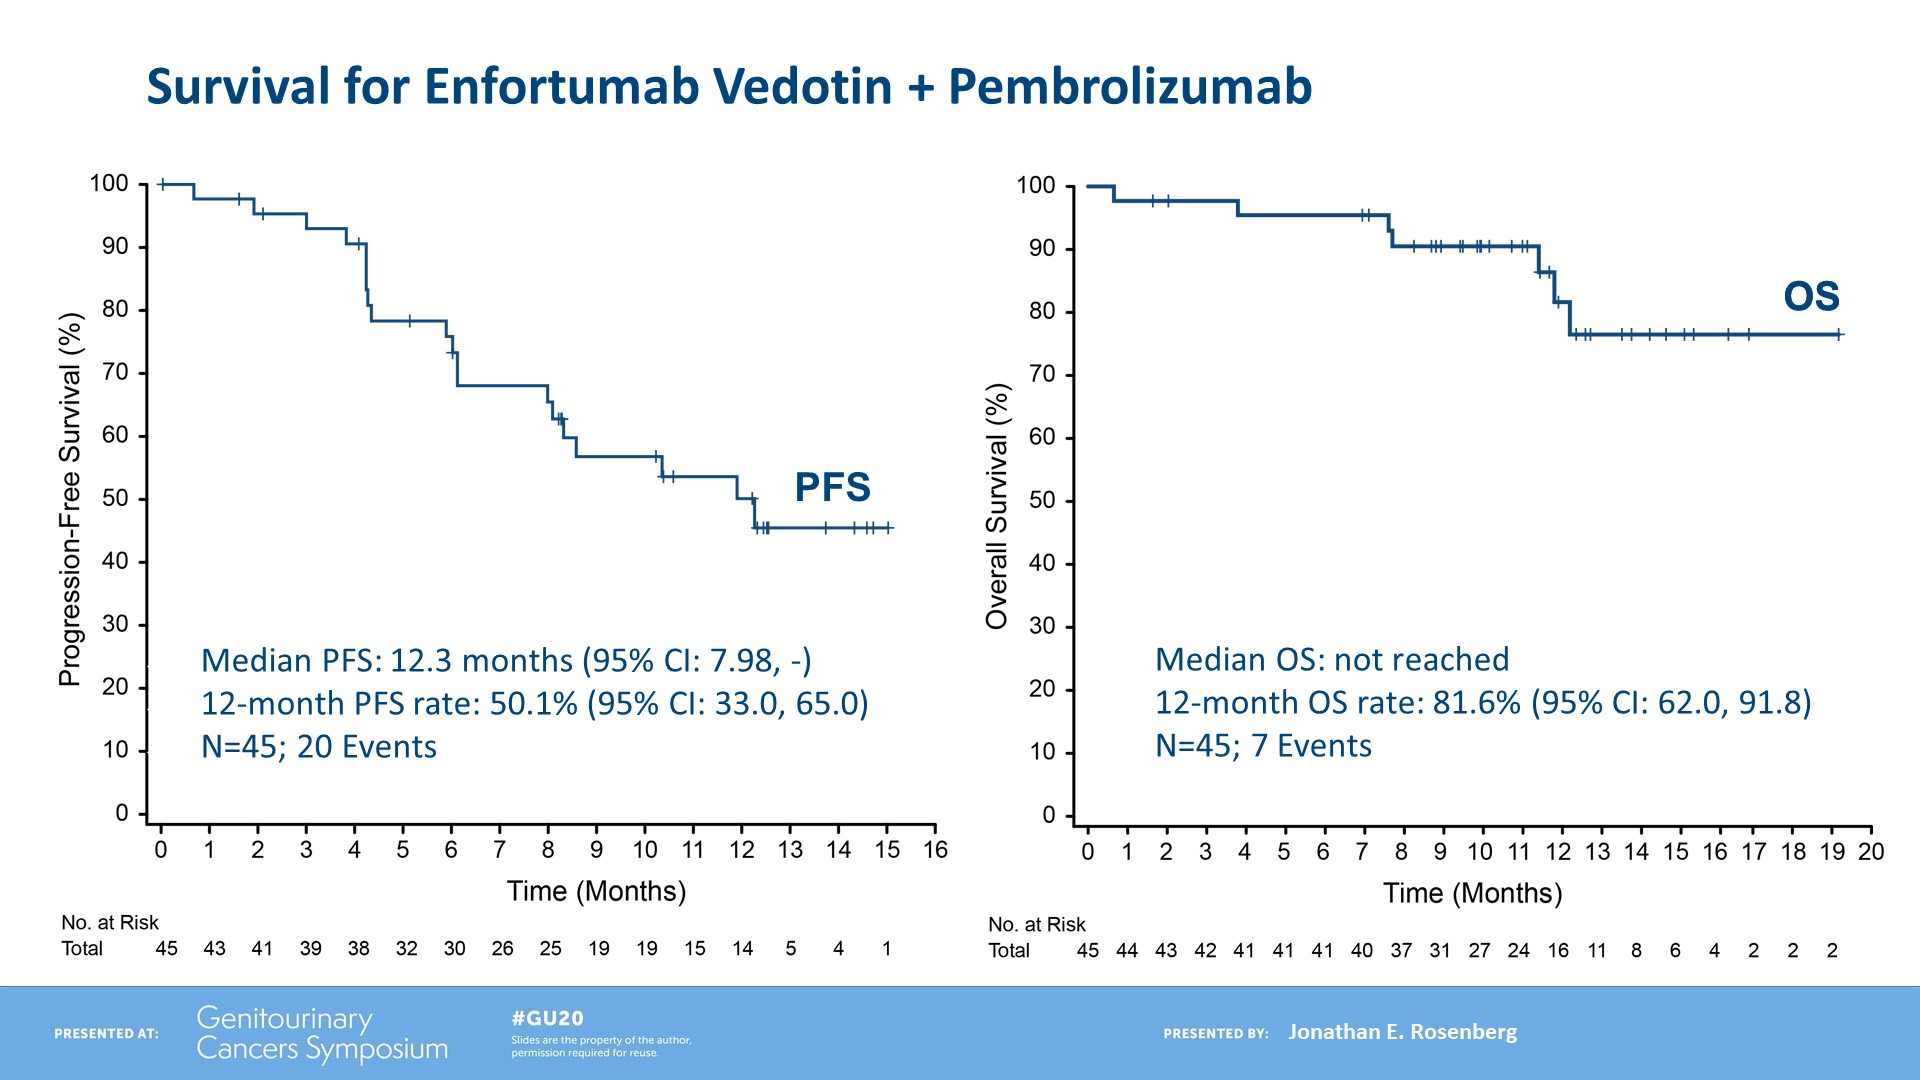 Survival for Enfortumab Vedotin + Pembrolizumab
Progression-Free Survival (%)
100
90
80
70
60
50
40
30
20
10
0
PFS
Median PFS: 12.3 months (95% CI: 7.98, -)
12-month PFS rate: 50.1% (95% CI: 33.0, 65.0)
N=45; 20 Events
0 1 2 3 4 5 6 7 8 9 10 11 12 13 14 15 16
Time (Months)
No. at Risk
Total 45 43 41 39 38 32 30 26 25 19 19 15 14 5 4 1
Overall Survival (%)
100
90
80
70
60
50
40
30
20
10
0
OS
Median OS: not reached
12-month OS rate: 81.6% (95% CI: 62.0, 91.8)
N=45; 7 Events
0 1 2 3 4 5 6 7 8 9 10 11 12 13 14 15 16 17 18 19 20
Time (Months)
No. at Risk
Total 45 44 43 42 41 41 41 40 37 31 27 24 16 11 8 6 4 2 2 2
PRESENTED AT:
Genitourinary
Cancers Symposium
#GU20
Slides are the property of the author,
permission required for reuse.
PRESENTED BY: Jonathan E. Rosenberg